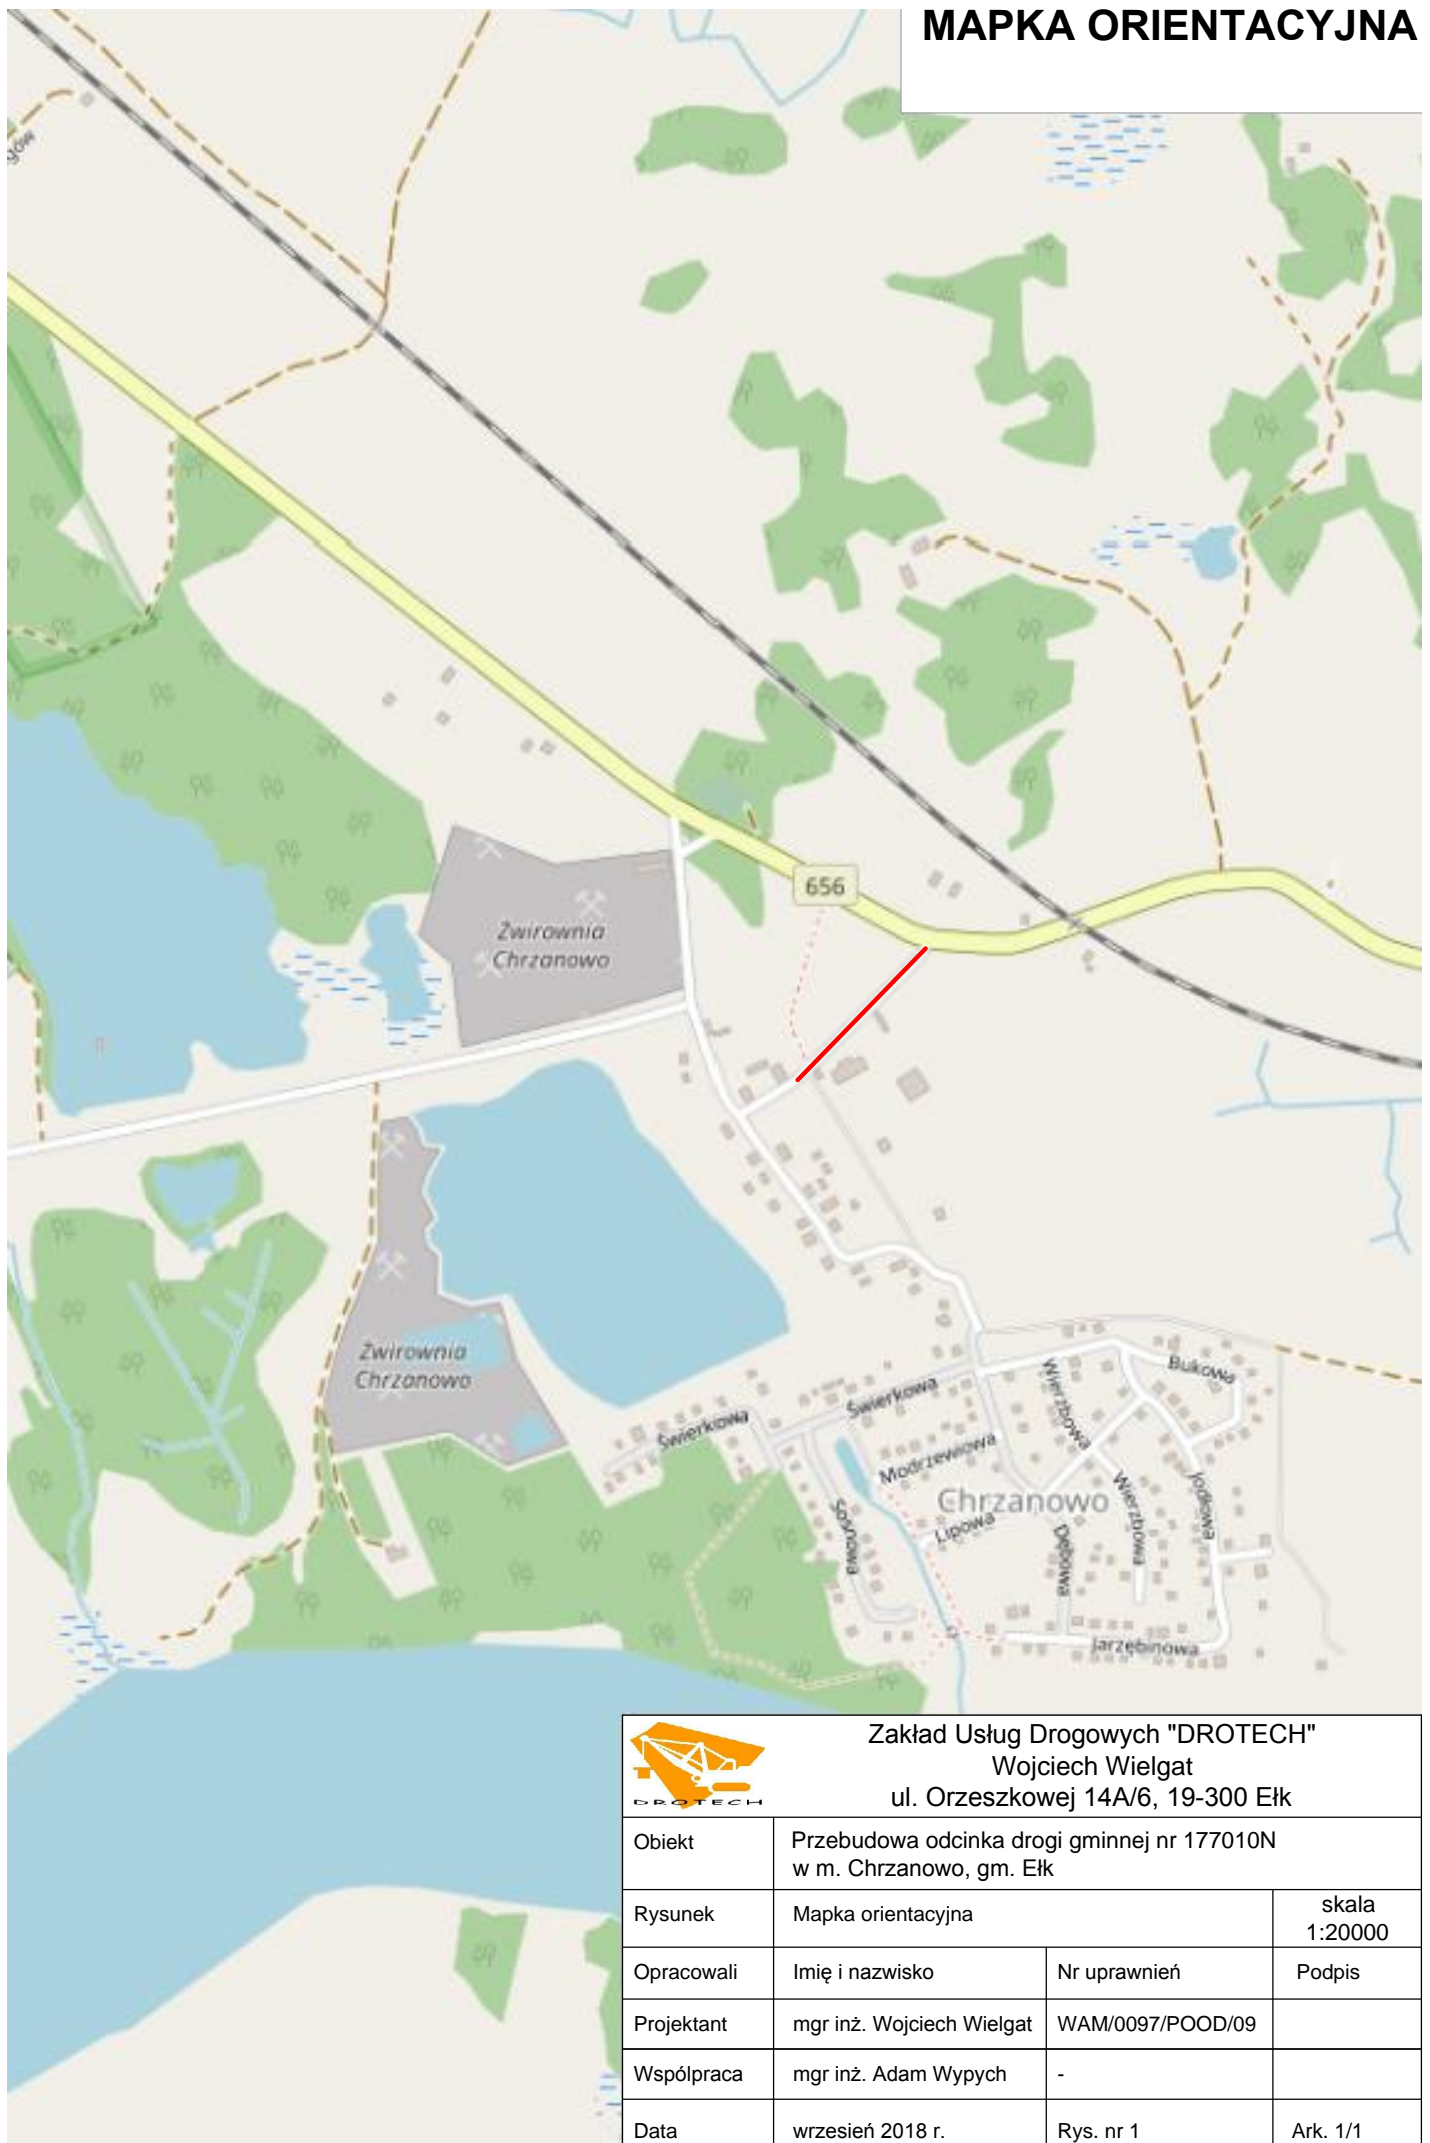 MAPKA ORIENTACYJNA
656
Żwirownia
Chrzanowo
Żwirownia
Chrzanowo
Bukowa
Świerkowa
Świerkowa
Wierzbowa
Modrzewiowa
Chrzanowo
Lipowa
Sosnowa
Dębowa
Wierzbowa
Jodłowa
Jarzębinowa
DROTECH
Zakład Usług Drogowych "DROTECH"
Wojciech Wielgat
ul. Orzeszkowej 14A/6, 19-300 Ełk
Obiekt
Przebudowa odcinka drogi gminnej nr 177010N
w m. Chrzanowo, gm. Ełk
Rysunek
Mapka orientacyjna
skala
1:20000
Opracowali
Imię i nazwisko
Nr uprawnień
Podpis
Projektant
mgr inż. Wojciech Wielgat
WAM/0097/POOD/09
Wspólpraca
mgr inż. Adam Wypych
-
Data
wrzesień 2018 r.
Rys. nr 1
Ark. 1/1